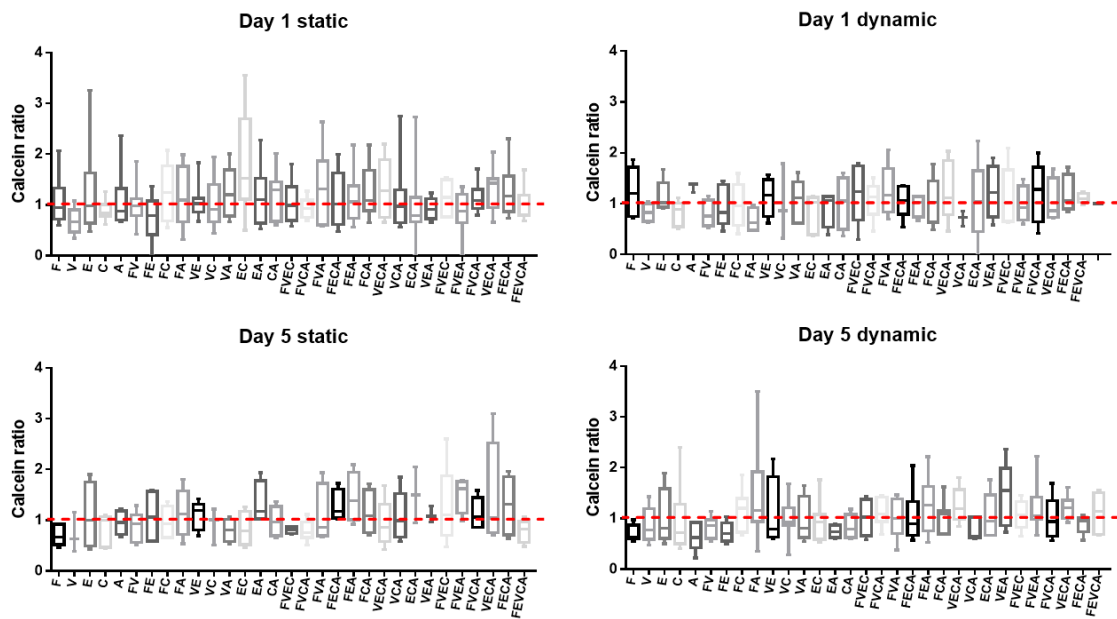 Day 1 static
Calcein ratio
4
3
2
1
0
F V E C A FV FE FC FA VE VC VA EC EA CA FVEC FVCA FVA FECA FEA FCA VECA VCA ECA VEA FVEC FVEA FVCA VECA FECA FEVCA
Day 1 dynamic
Calcein ratio
4
3
2
1
0
F V E C A FV FE FC FA VE VC VA EC EA CA FVEC FVCA FVA FECA FEA FCA VECA VCA ECA VEA FVEC FVEA FVCA VECA FECA FEVCA
Day 5 static
Calcein ratio
4
3
2
1
0
F V E C A FV FE FC FA VE VC VA EC EA CA FVEC FVCA FVA FECA FEA FCA VECA VCA ECA VEA FVEC FVEA FVCA VECA FECA FEVCA
Day 5 dynamic
Calcein ratio
4
3
2
1
0
F V E C A FV FE FC FA VE VC VA EC EA CA FVEC FVCA FVA FECA FEA FCA VECA VCA ECA VEA FVEC FVEA FVCA VECA FECA FEVCA